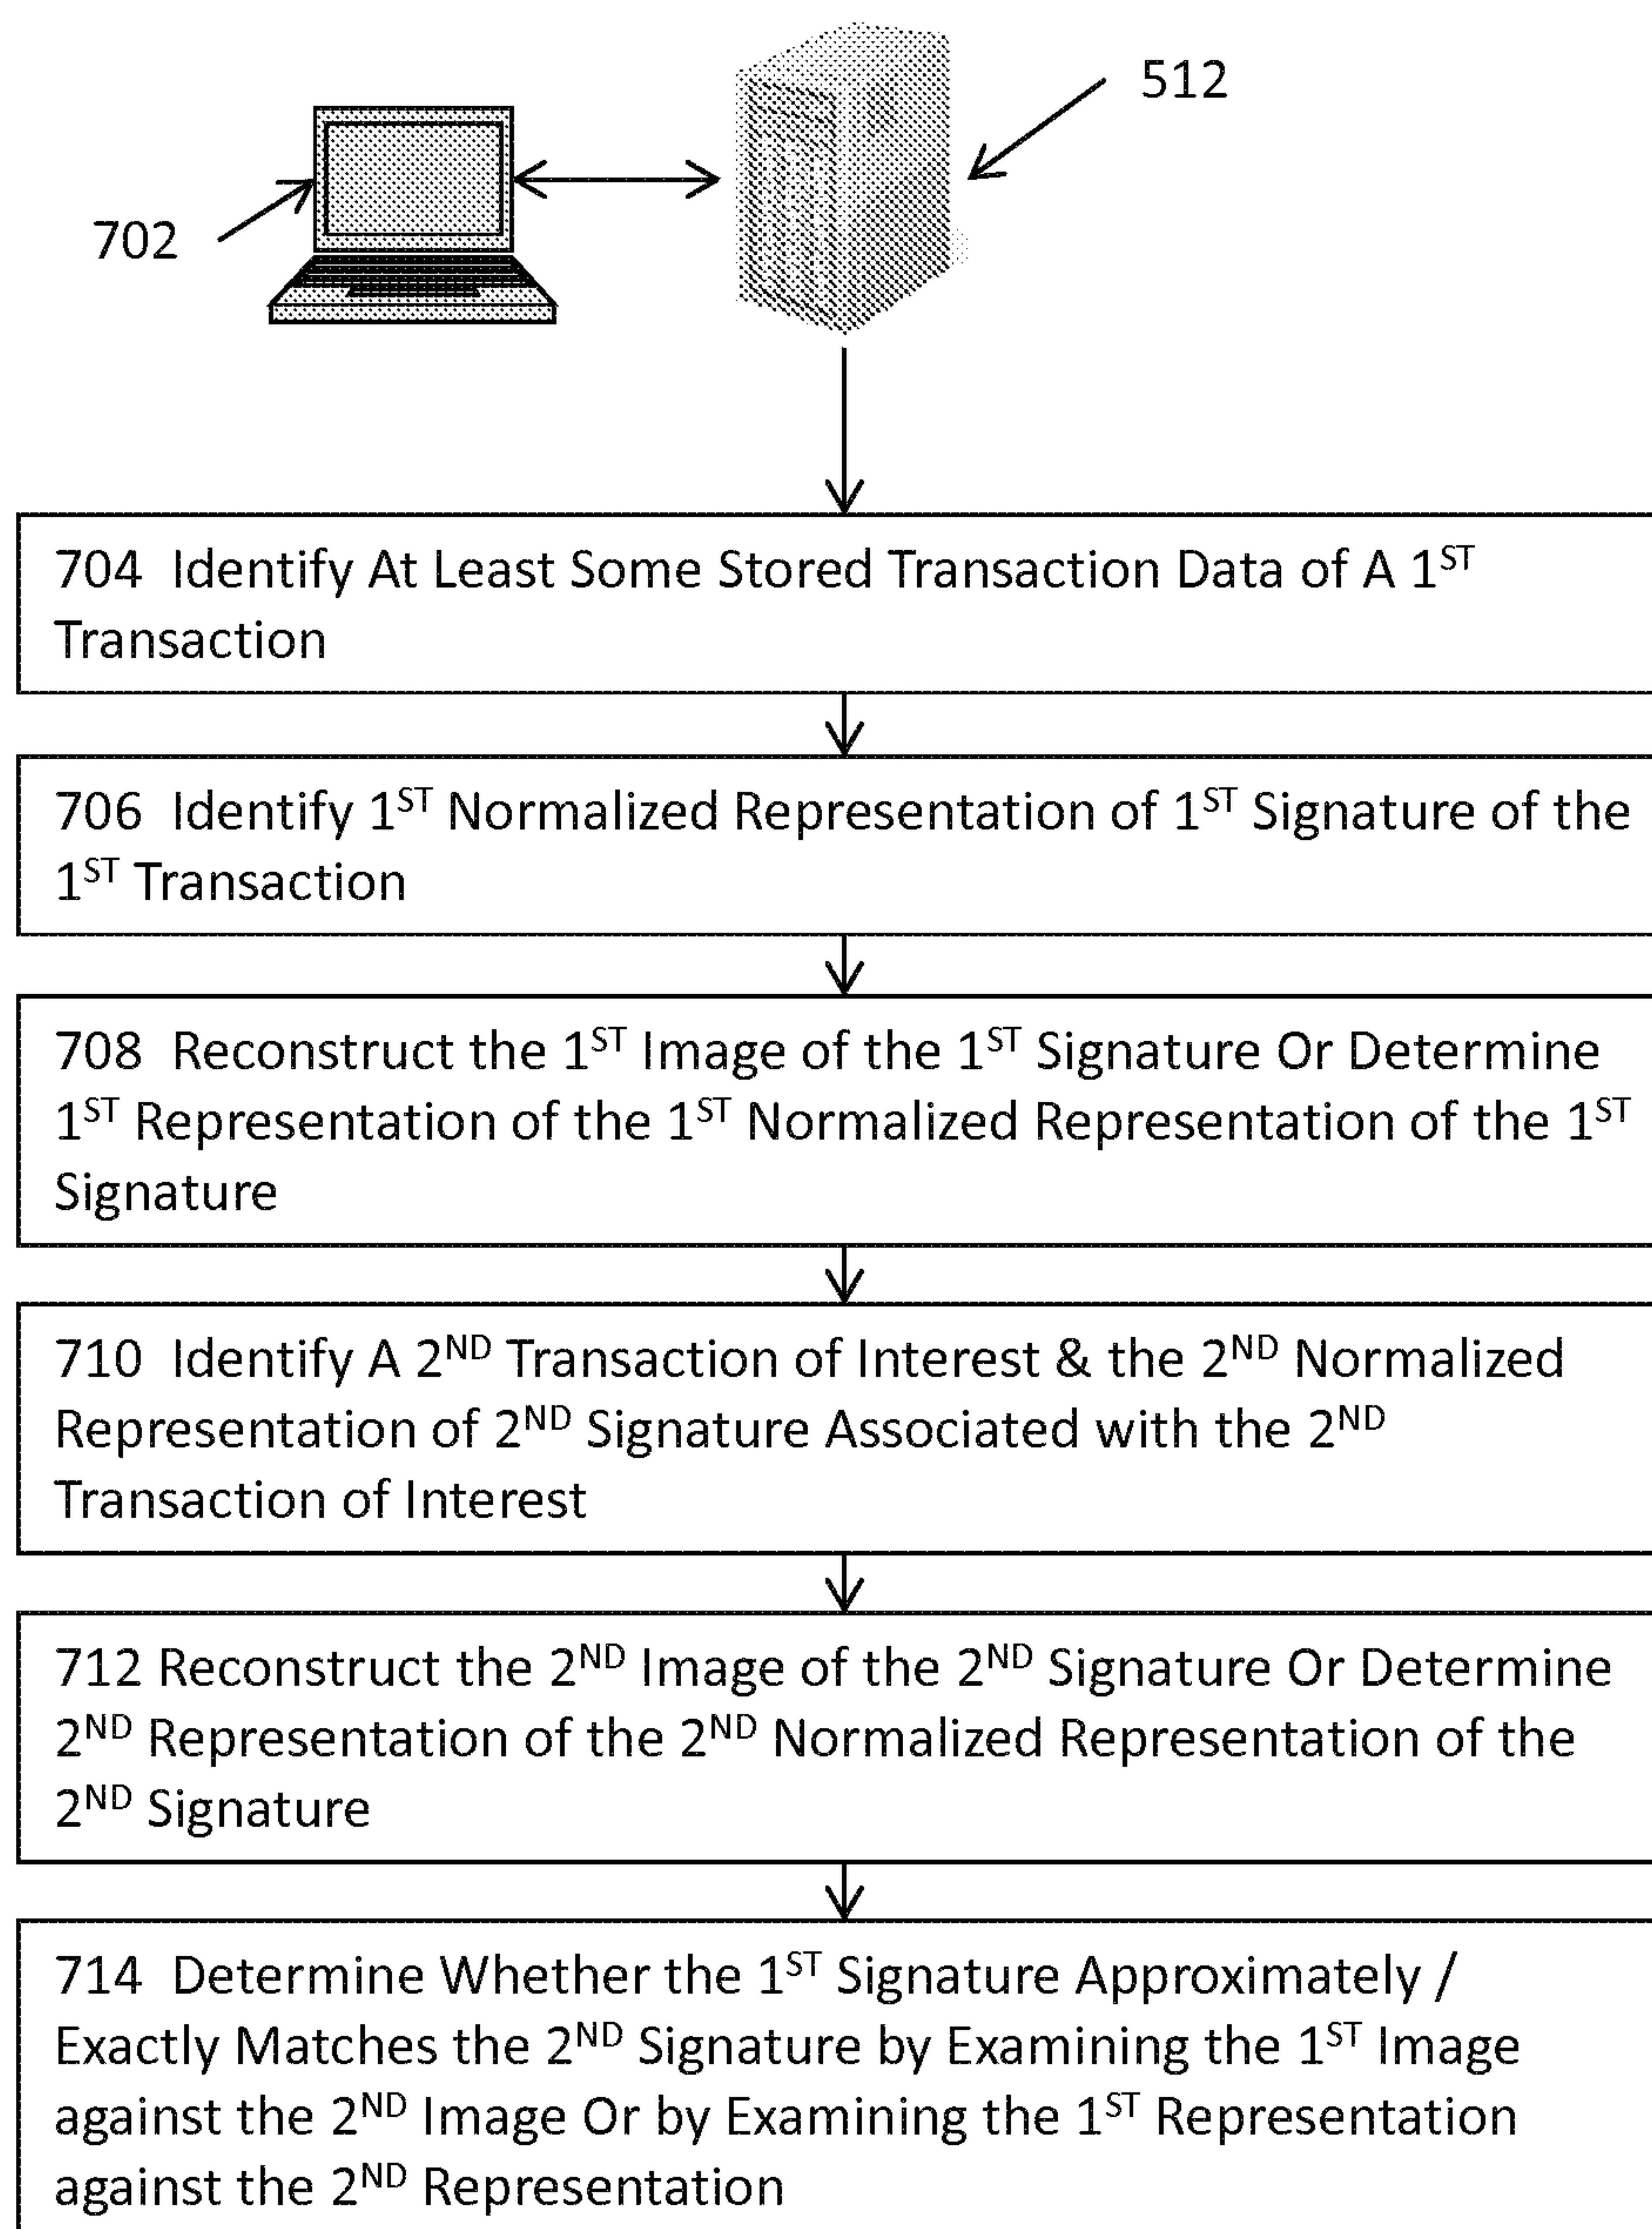 512
702
704 Identify At Least Some Stored Transaction Data of A 1ST
Transaction
706 Identify 1ST Normalized Representation of 1ST Signature of the
1ST Transaction
708 Reconstruct the 1ST Image of the 1ST Signature Or Determine
1ST Representation of the 1ST Normalized Representation of the 1ST
Signature
710 Identify A 2ND Transaction of Interest & the 2ND Normalized
Representation of 2ND Signature Associated with the 2ND
Transaction of Interest
712 Reconstruct the 2ND Image of the 2ND Signature Or Determine
2ND Representation of the 2ND Normalized Representation of the
2ND Signature
714 Determine Whether the 1ST Signature Approximately /
Exactly Matches the 2ND Signature by Examining the 1ST Image
against the 2ND Image Or by Examining the 1ST Representation
against the 2ND Representation